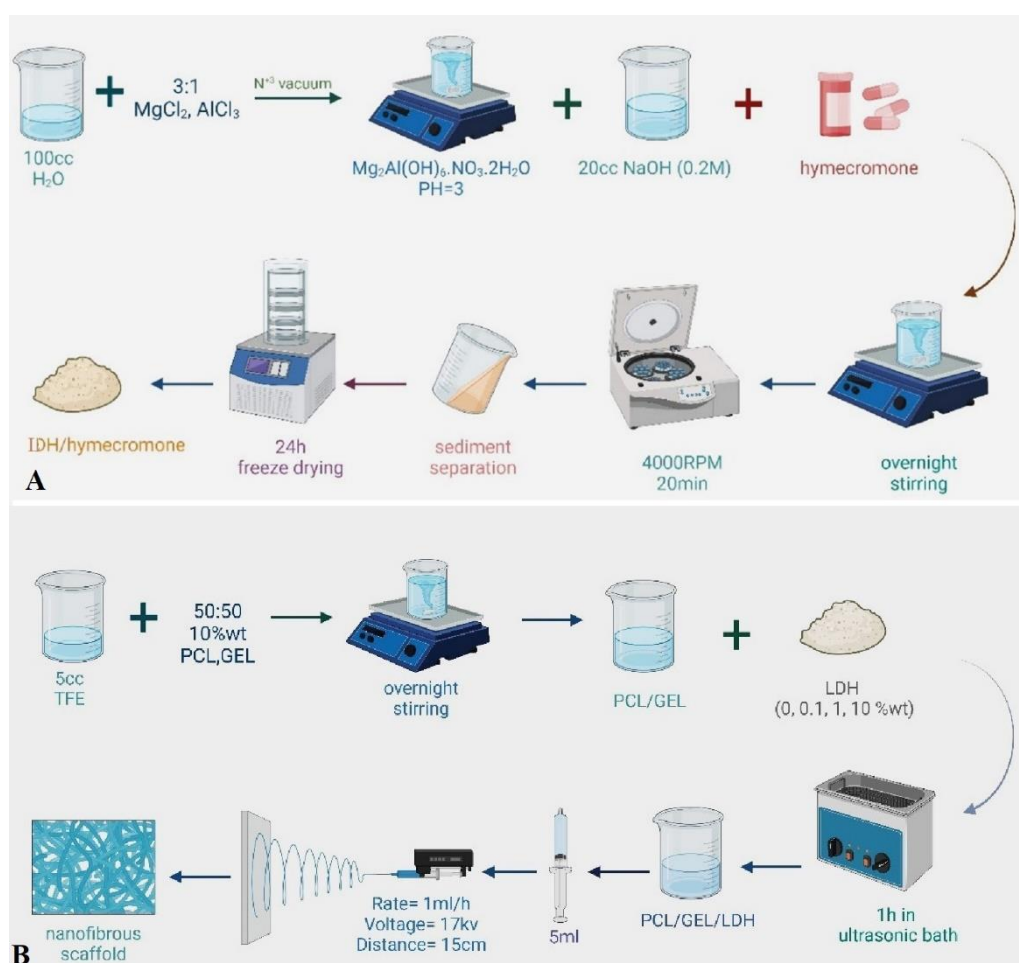 100cc
H₂O
3:1
MgCl₂, AlCl₃
N⁺³ vacuum
Mg₂Al(OH)₆.NO₃.2H₂O
PH=3
20cc NaOH (0.2M)
hymecromone
IDH/hymecromone
24h
freeze drying
sediment
separation
4000RPM
20min
overnight
stirring
A
5cc
TFE
50:50
10%wt
PCL,GEL
overnight
stirring
PCL/GEL
LDH
(0, 0.1, 1, 10 %wt)
nanofibrous
scaffold
Rate= 1ml/h
Voltage= 17kv
Distance= 15cm
5ml
PCL/GEL/LDH
1h in
ultrasonic bath
B